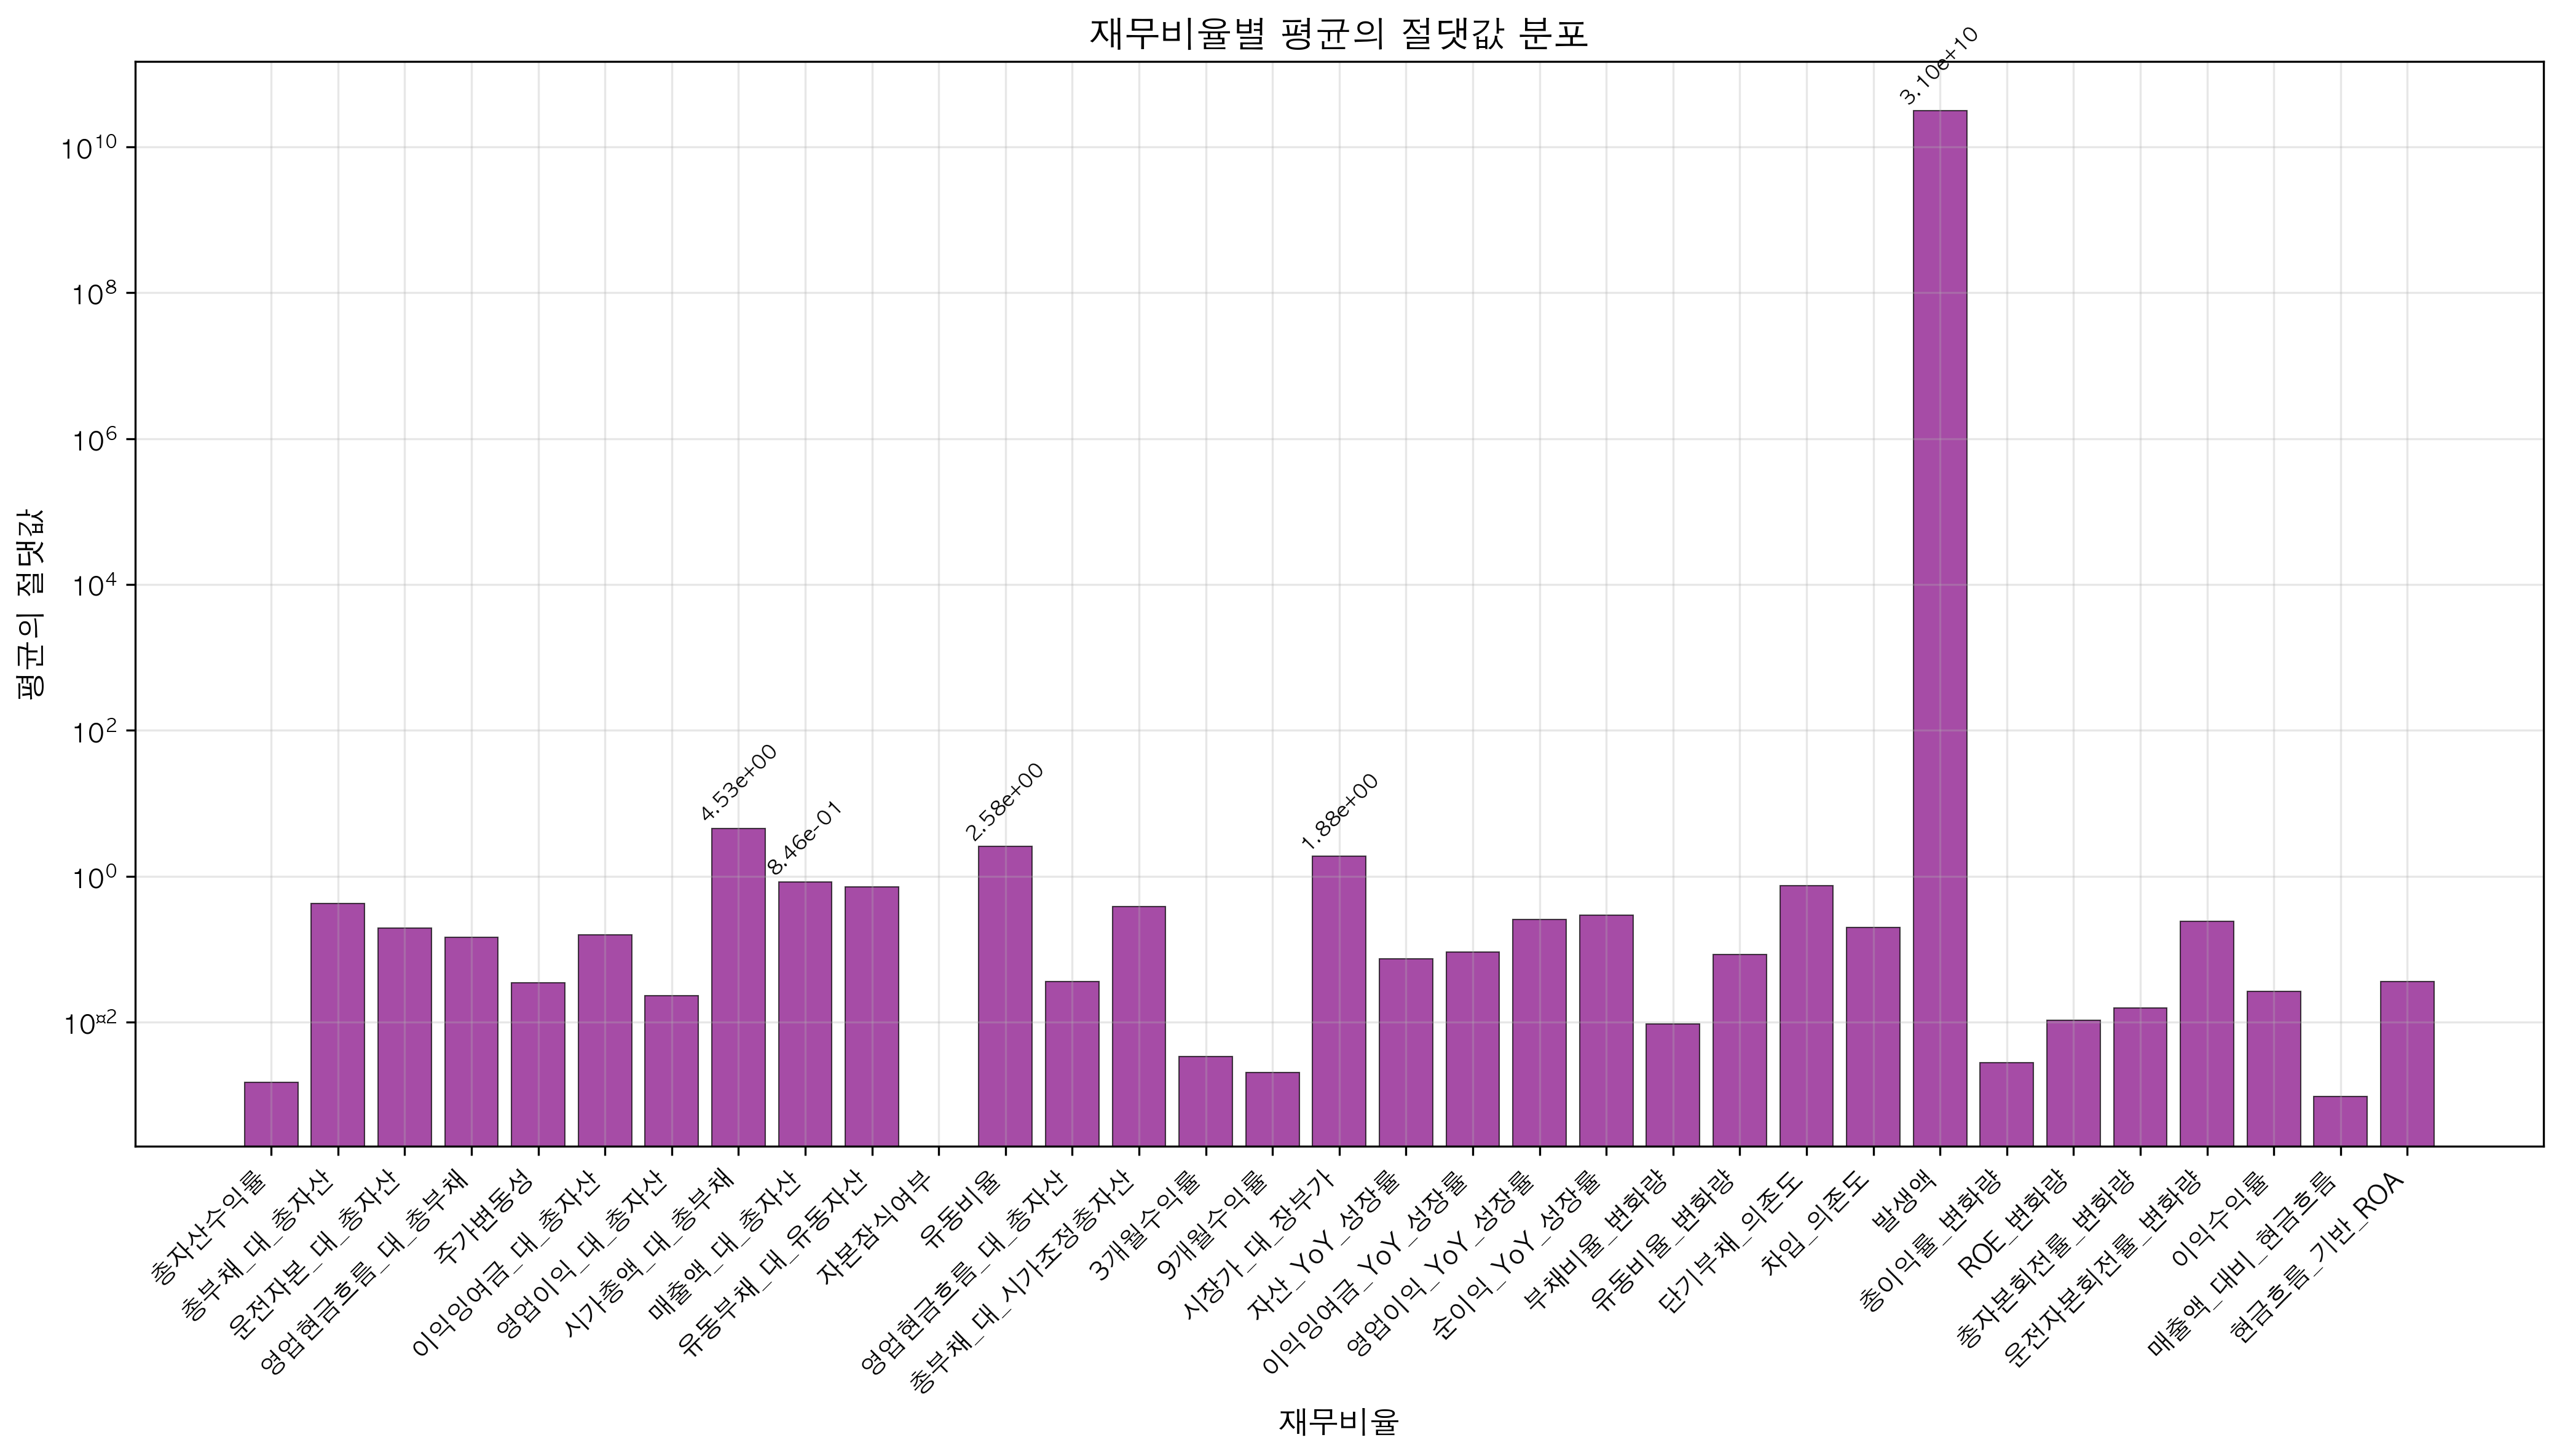 재무비율별 평균의 절댓값 분포
평균의 절댓값
10¹⁰
10⁸
10⁶
10⁴
10²
10⁰
10¤²
4.53e+00
8.46e-01
2.58e+00
1.88e+00
3.10e+10
총자산수익률
총부채_대_총자산
운전자본_대_총자산
영업현금흐름_대_총부채
주가변동성
이익잉여금_대_총자산
영업이익_대_총자산
시가총액_대_총부채
매출액_대_총자산
유동부채_대_유동자산
자본잠식여부
유동비율
영업현금흐름_대_총자산
총부채_대_시가조정총자산
3개월수익률
9개월수익률
시장가_대_장부가
자산_YoY_성장률
이익잉여금_YoY_성장률
영업이익_YoY_성장률
순이익_YoY_성장률
부채비율_변화량
유동비율_변화량
단기부채_의존도
차입_의존도
발생액
총이익률_변화량
ROE_변화량
총자본회전률_변화량
운전자본회전률_변화량
이익수익률
매출액_대비_현금흐름
현금흐름_기반_ROA
재무비율